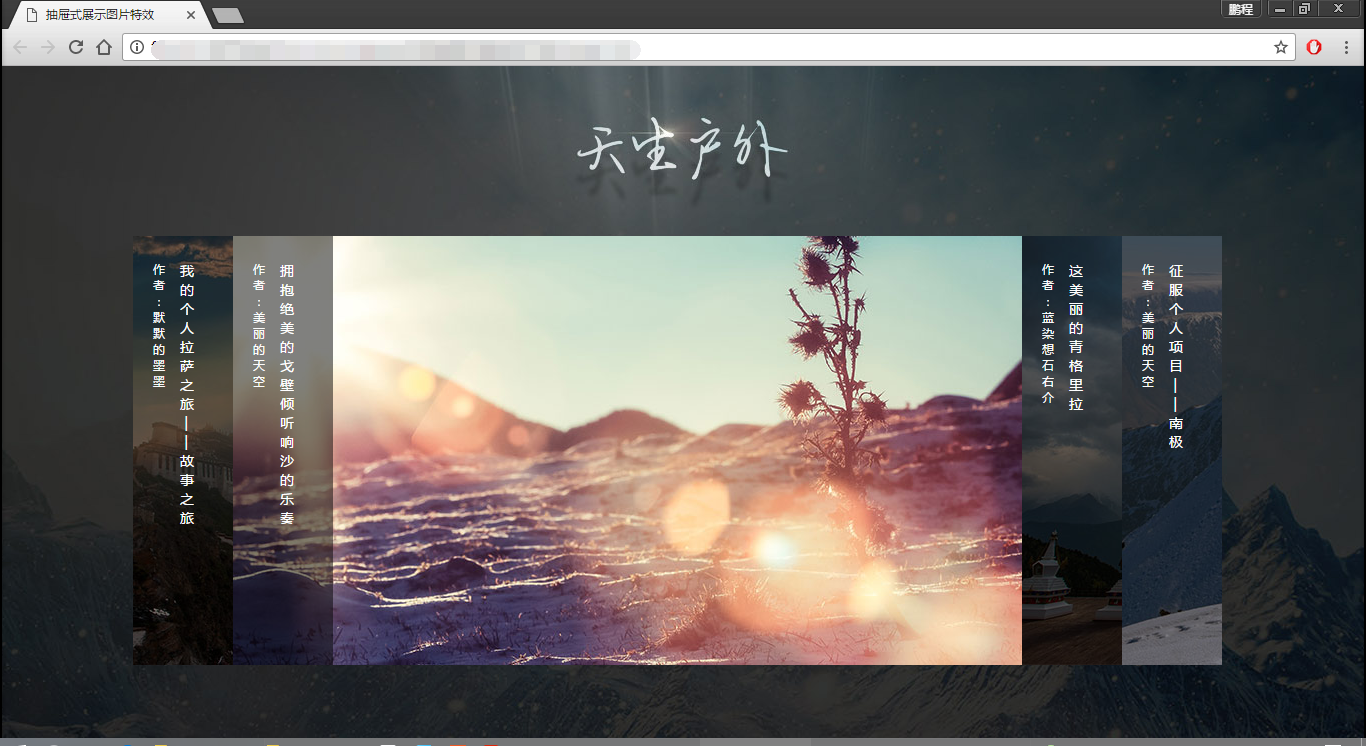 抽屉式展示图片特效
鹏程
天生户外
我的个人拉萨之旅——故事之旅
作者：默默的墨墨
拥抱绝美的戈壁倾听响沙的乐奏
作者：美丽的天空
这美丽的青格里拉
作者：蓝染想石右介
征服个人项目——南极
作者：美丽的天空